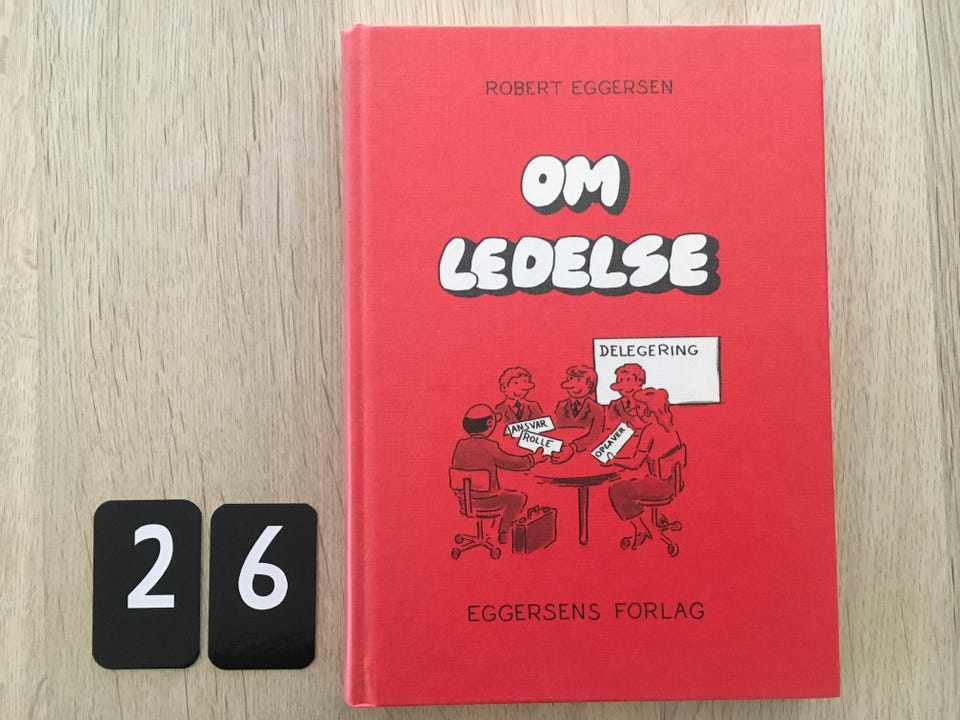 ROBERT EGGERSEN
OM
LEDELSE
DELEGERING
ANSVAR
ROLLE
OPGAVER
EGGERSENS FORLAG
2 6